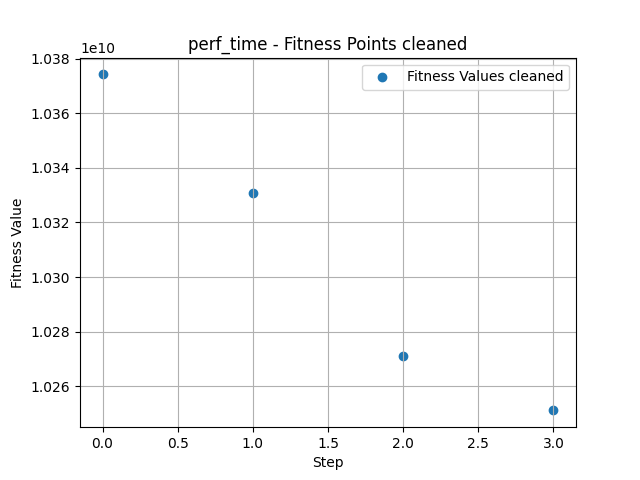 perf_time - Fitness Points cleaned
1e10
Fitness Values cleaned
1.038
1.036
1.034
1.032
1.030
1.028
1.026
Fitness Value
0.0 0.5 1.0 1.5 2.0 2.5 3.0
Step